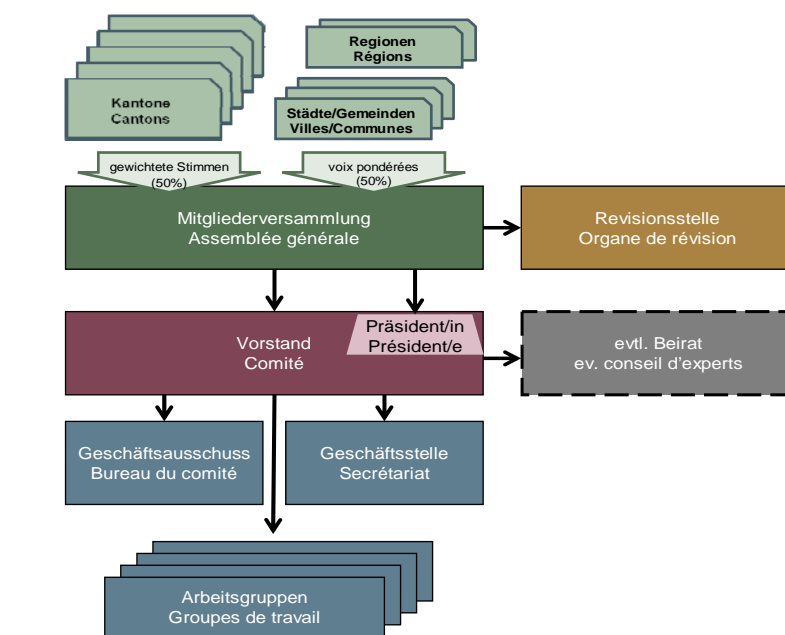 Regionen
Régions
Kantone
Cantons
Städte/Gemeinden
Villes/Communes
gewichtete Stimmen
(50%)
voix pondérées
(50%)
Mitgliederversammlung
Assemblée générale
Revisionsstelle
Organe de révision
Präsident/in
Président/e
Vorstand
Comité
evtl. Beirat
ev. conseil d'experts
Geschäftsausschuss
Bureau du comité
Geschäftsstelle
Secrétariat
Arbeitsgruppen
Groupes de travail